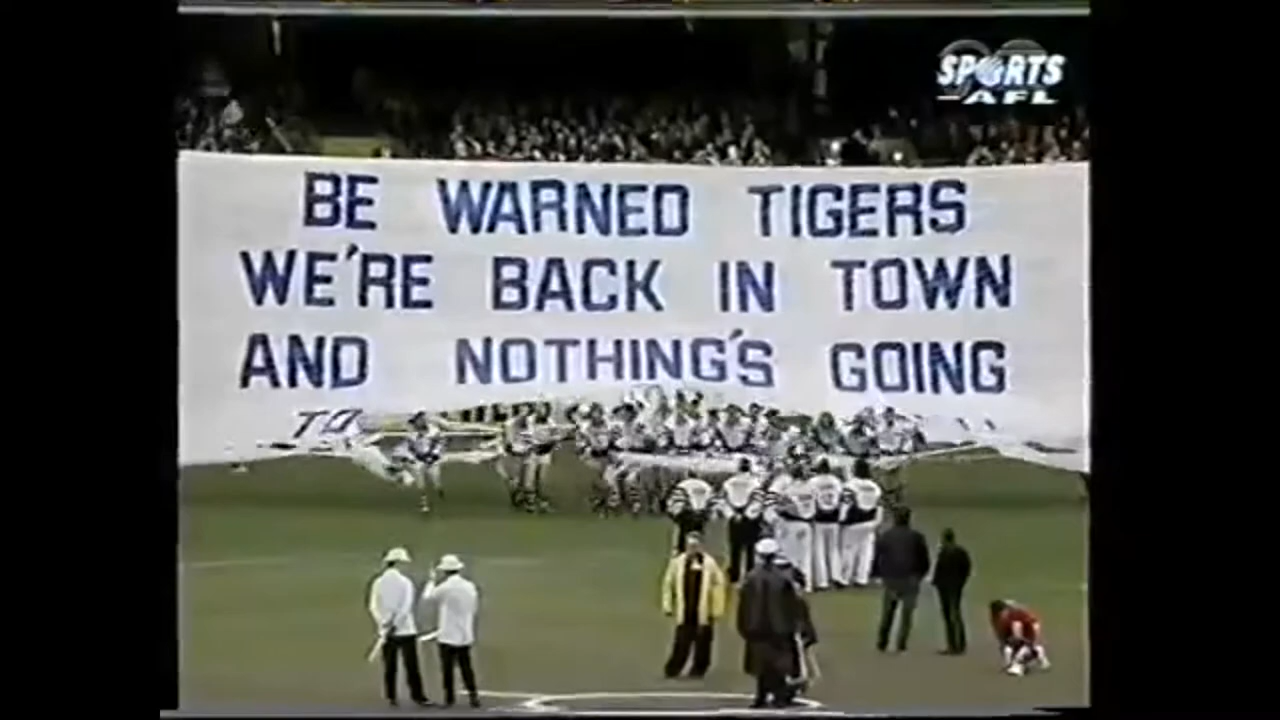 SPORTS
AFL
BE WARNED TIGERS
WE'RE BACK IN TOWN
AND NOTHING'S GOING
TO